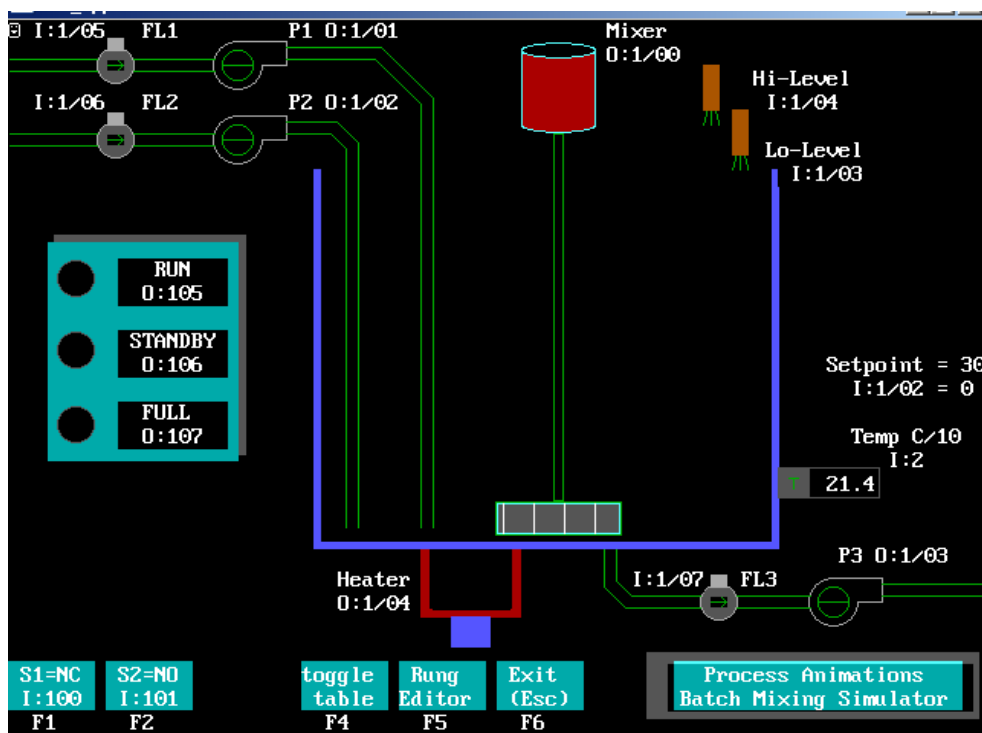 I:1/05 FL1 P1 O:1/01
Mixer
O:1/00
Hi-Level
I:1/04
I:1/06 FL2 P2 O:1/02
Lo-Level
I:1/03
RUN
O:105
STANDBY
O:106
FULL
O:107
Setpoint = 30
I:1/02 = 0
Temp C/10
I:2
T 21.4
P3 O:1/03
Heater
O:1/04
I:1/07 FL3
S1=NC
I:100
F1
S2=NO
I:101
F2
toggle
table
F4
Rung
Editor
F5
Exit
(Esc)
F6
Process Animations
Batch Mixing Simulator